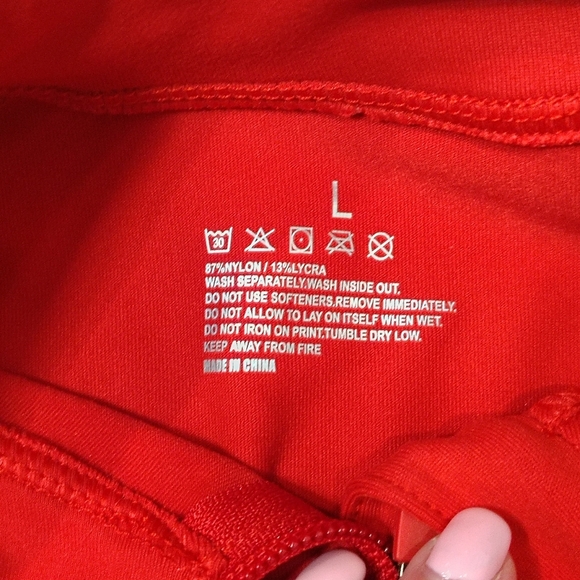 L
30
87%NYLON / 13%LYCRA
WASH SEPARATELY.WASH INSIDE OUT.
DO NOT USE SOFTENERS.REMOVE IMMEDIATELY.
DO NOT ALLOW TO LAY ON ITSELF WHEN WET.
DO NOT IRON ON PRINT.TUMBLE DRY LOW.
KEEP AWAY FROM FIRE
MADE IN CHINA